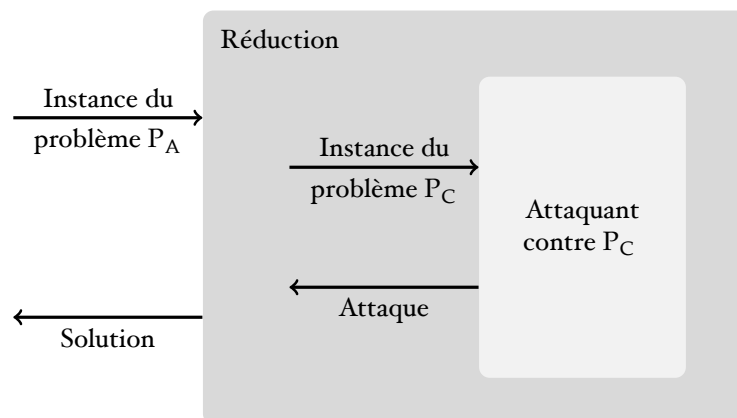 Réduction
Instance du
problème P_A
Instance du
problème P_C
Attaquant
contre P_C
Attaque
Solution